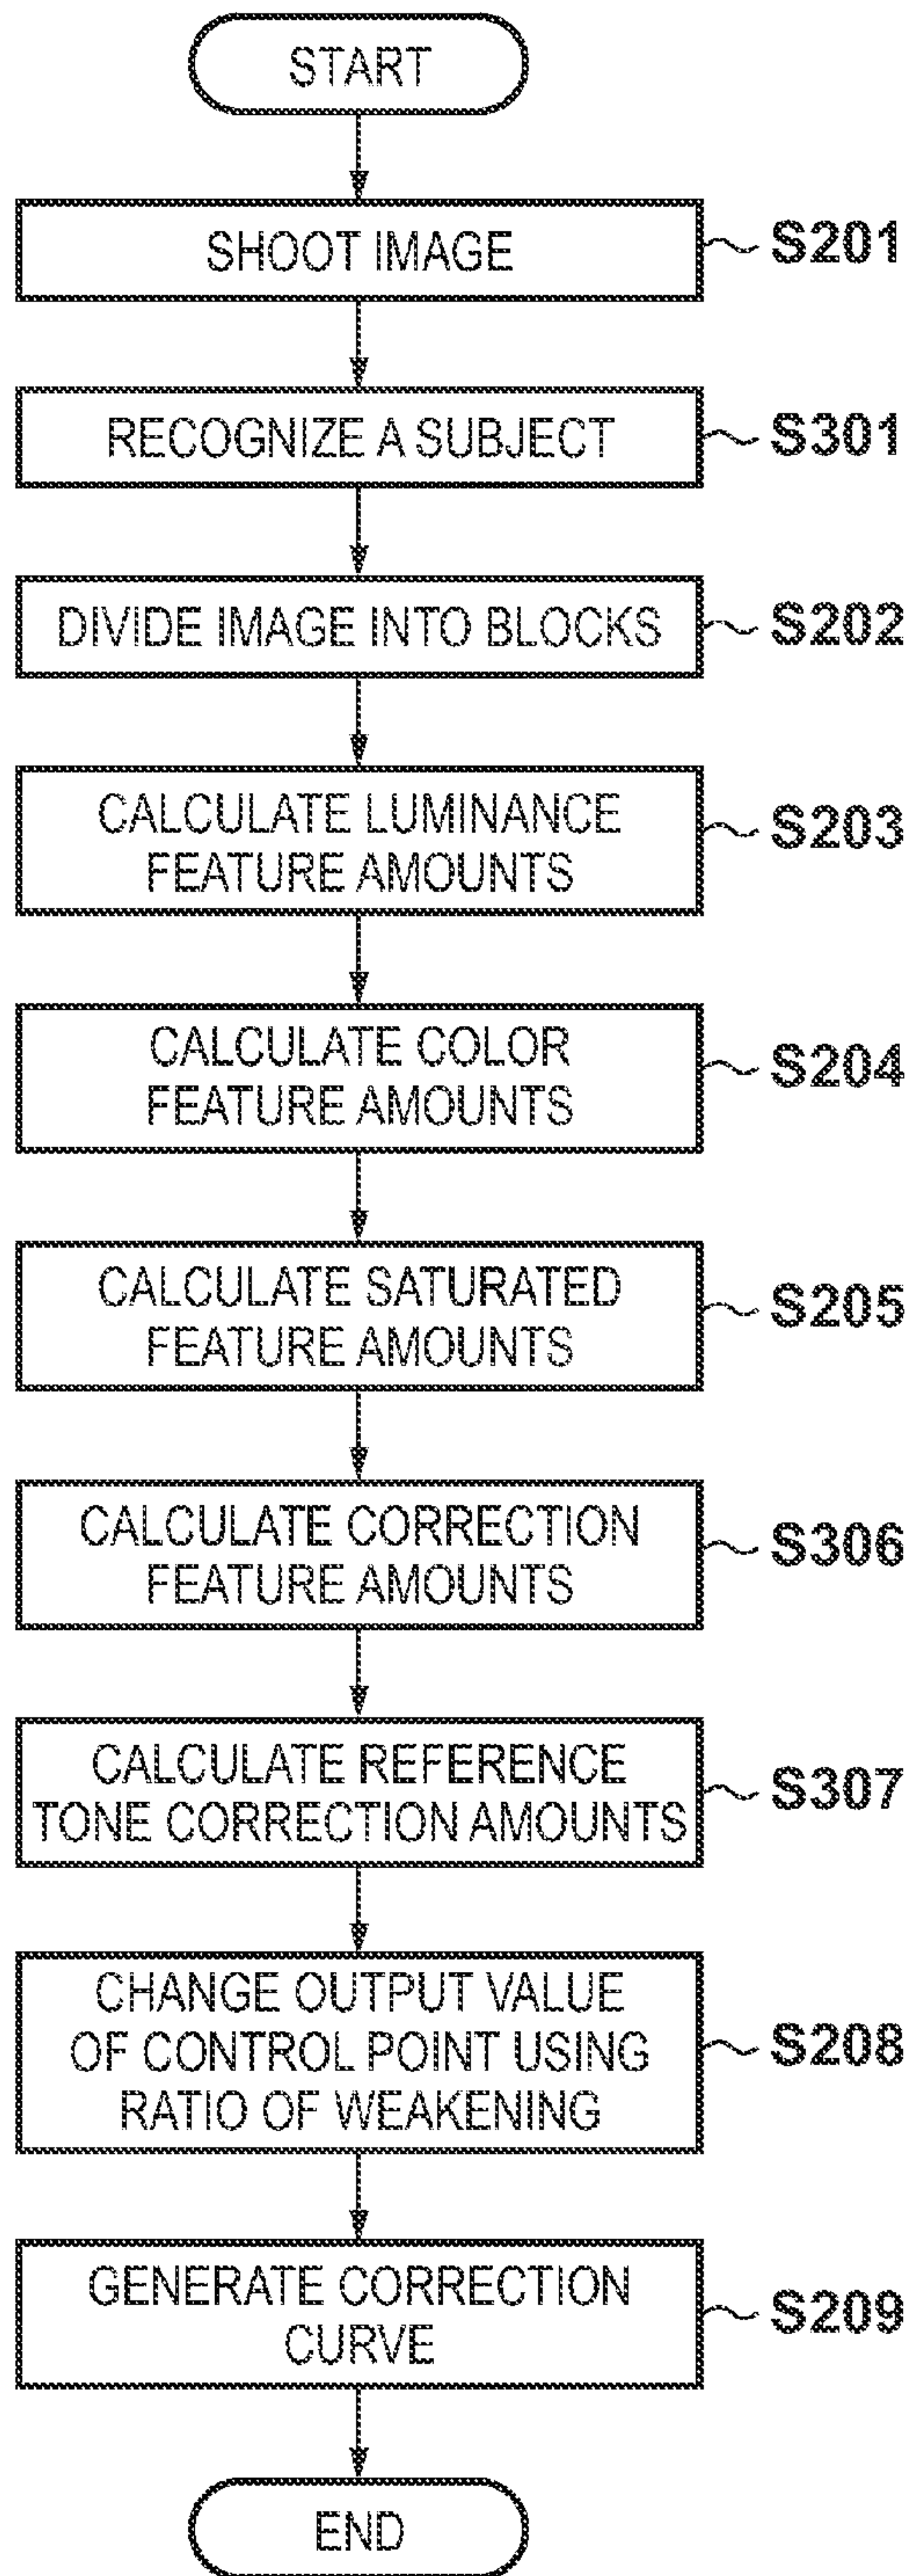 START
SHOOT IMAGE
S201
RECOGNIZE A SUBJECT
S301
DIVIDE IMAGE INTO BLOCKS
S202
CALCULATE LUMINANCE
FEATURE AMOUNTS
S203
CALCULATE COLOR
FEATURE AMOUNTS
S204
CALCULATE SATURATED
FEATURE AMOUNTS
S205
CALCULATE CORRECTION
FEATURE AMOUNTS
S306
CALCULATE REFERENCE
TONE CORRECTION AMOUNTS
S307
CHANGE OUTPUT VALUE
OF CONTROL POINT USING
RATIO OF WEAKENING
S208
GENERATE CORRECTION
CURVE
S209
END